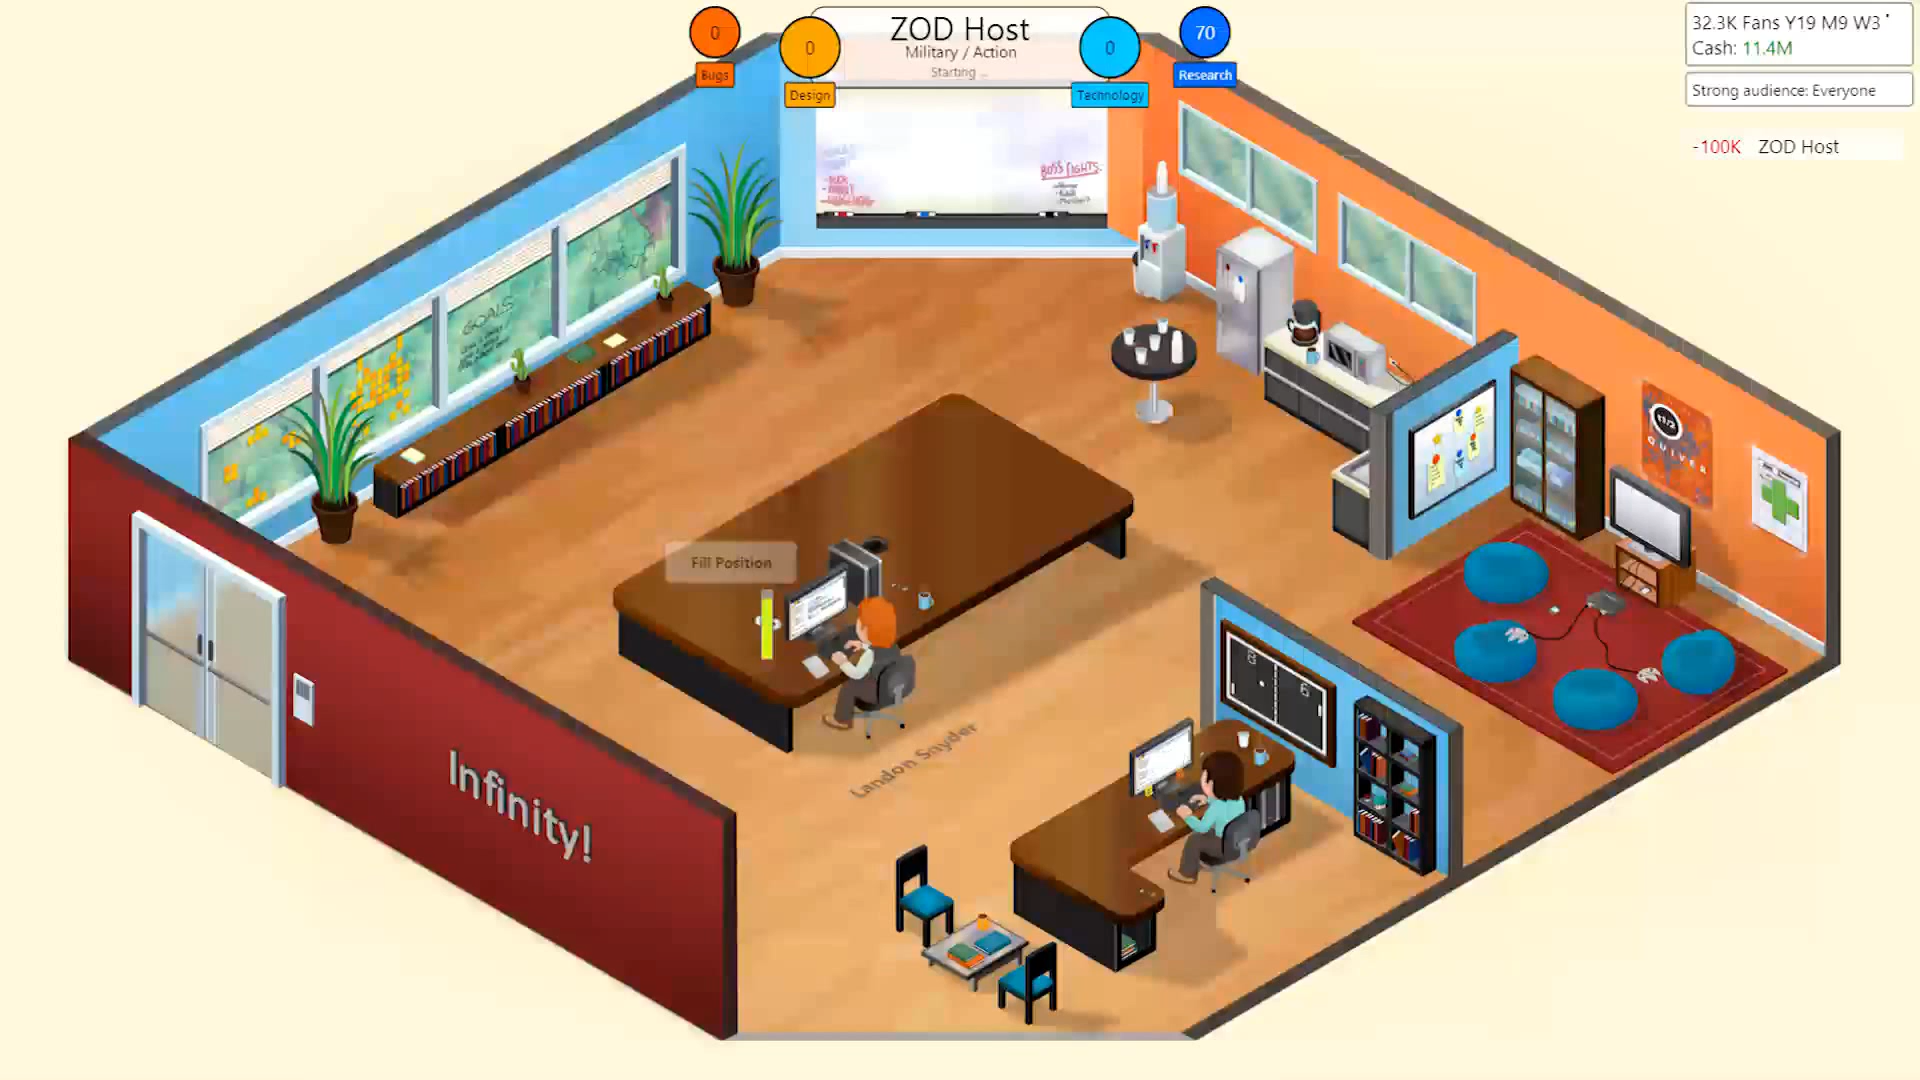 ZOD Host
Military / Action
Starting ...
0
Bugs
0
Design
0
Technology
70
Research
32.3K Fans Y19 M9 W3
Cash: 11.4M
Strong audience: Everyone
-100K ZOD Host
BOSS FIGHTS
GOALS
QUIVER
Fill Position
Landon Snyder
Infinity!